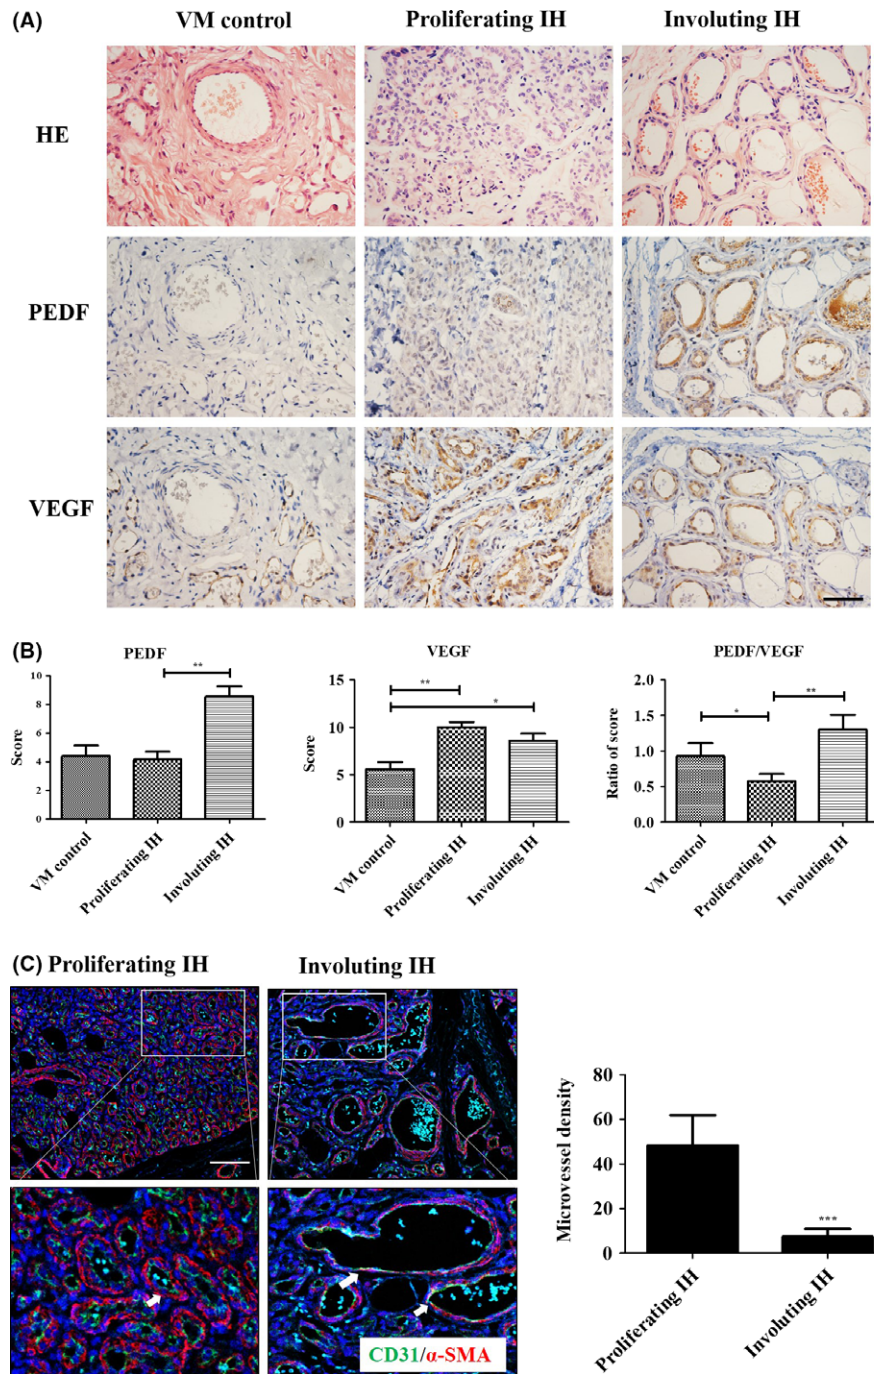 (A)
VM control Proliferating IH Involuting IH
HE
PEDF
VEGF
(B)
PEDF
**
10
8
6
4
2
0
Score
VM control
Proliferating IH
Involuting IH
VEGF
**
*
15
10
5
0
Score
VM control
Proliferating IH
Involuting IH
PEDF/VEGF
*
**
2.0
1.5
1.0
0.5
0.0
Ratio of score
VM control
Proliferating IH
Involuting IH
(C) Proliferating IH Involuting IH
CD31/α-SMA
80
60
40
20
0
Microvessel density
***
Proliferating IH
Involuting IH